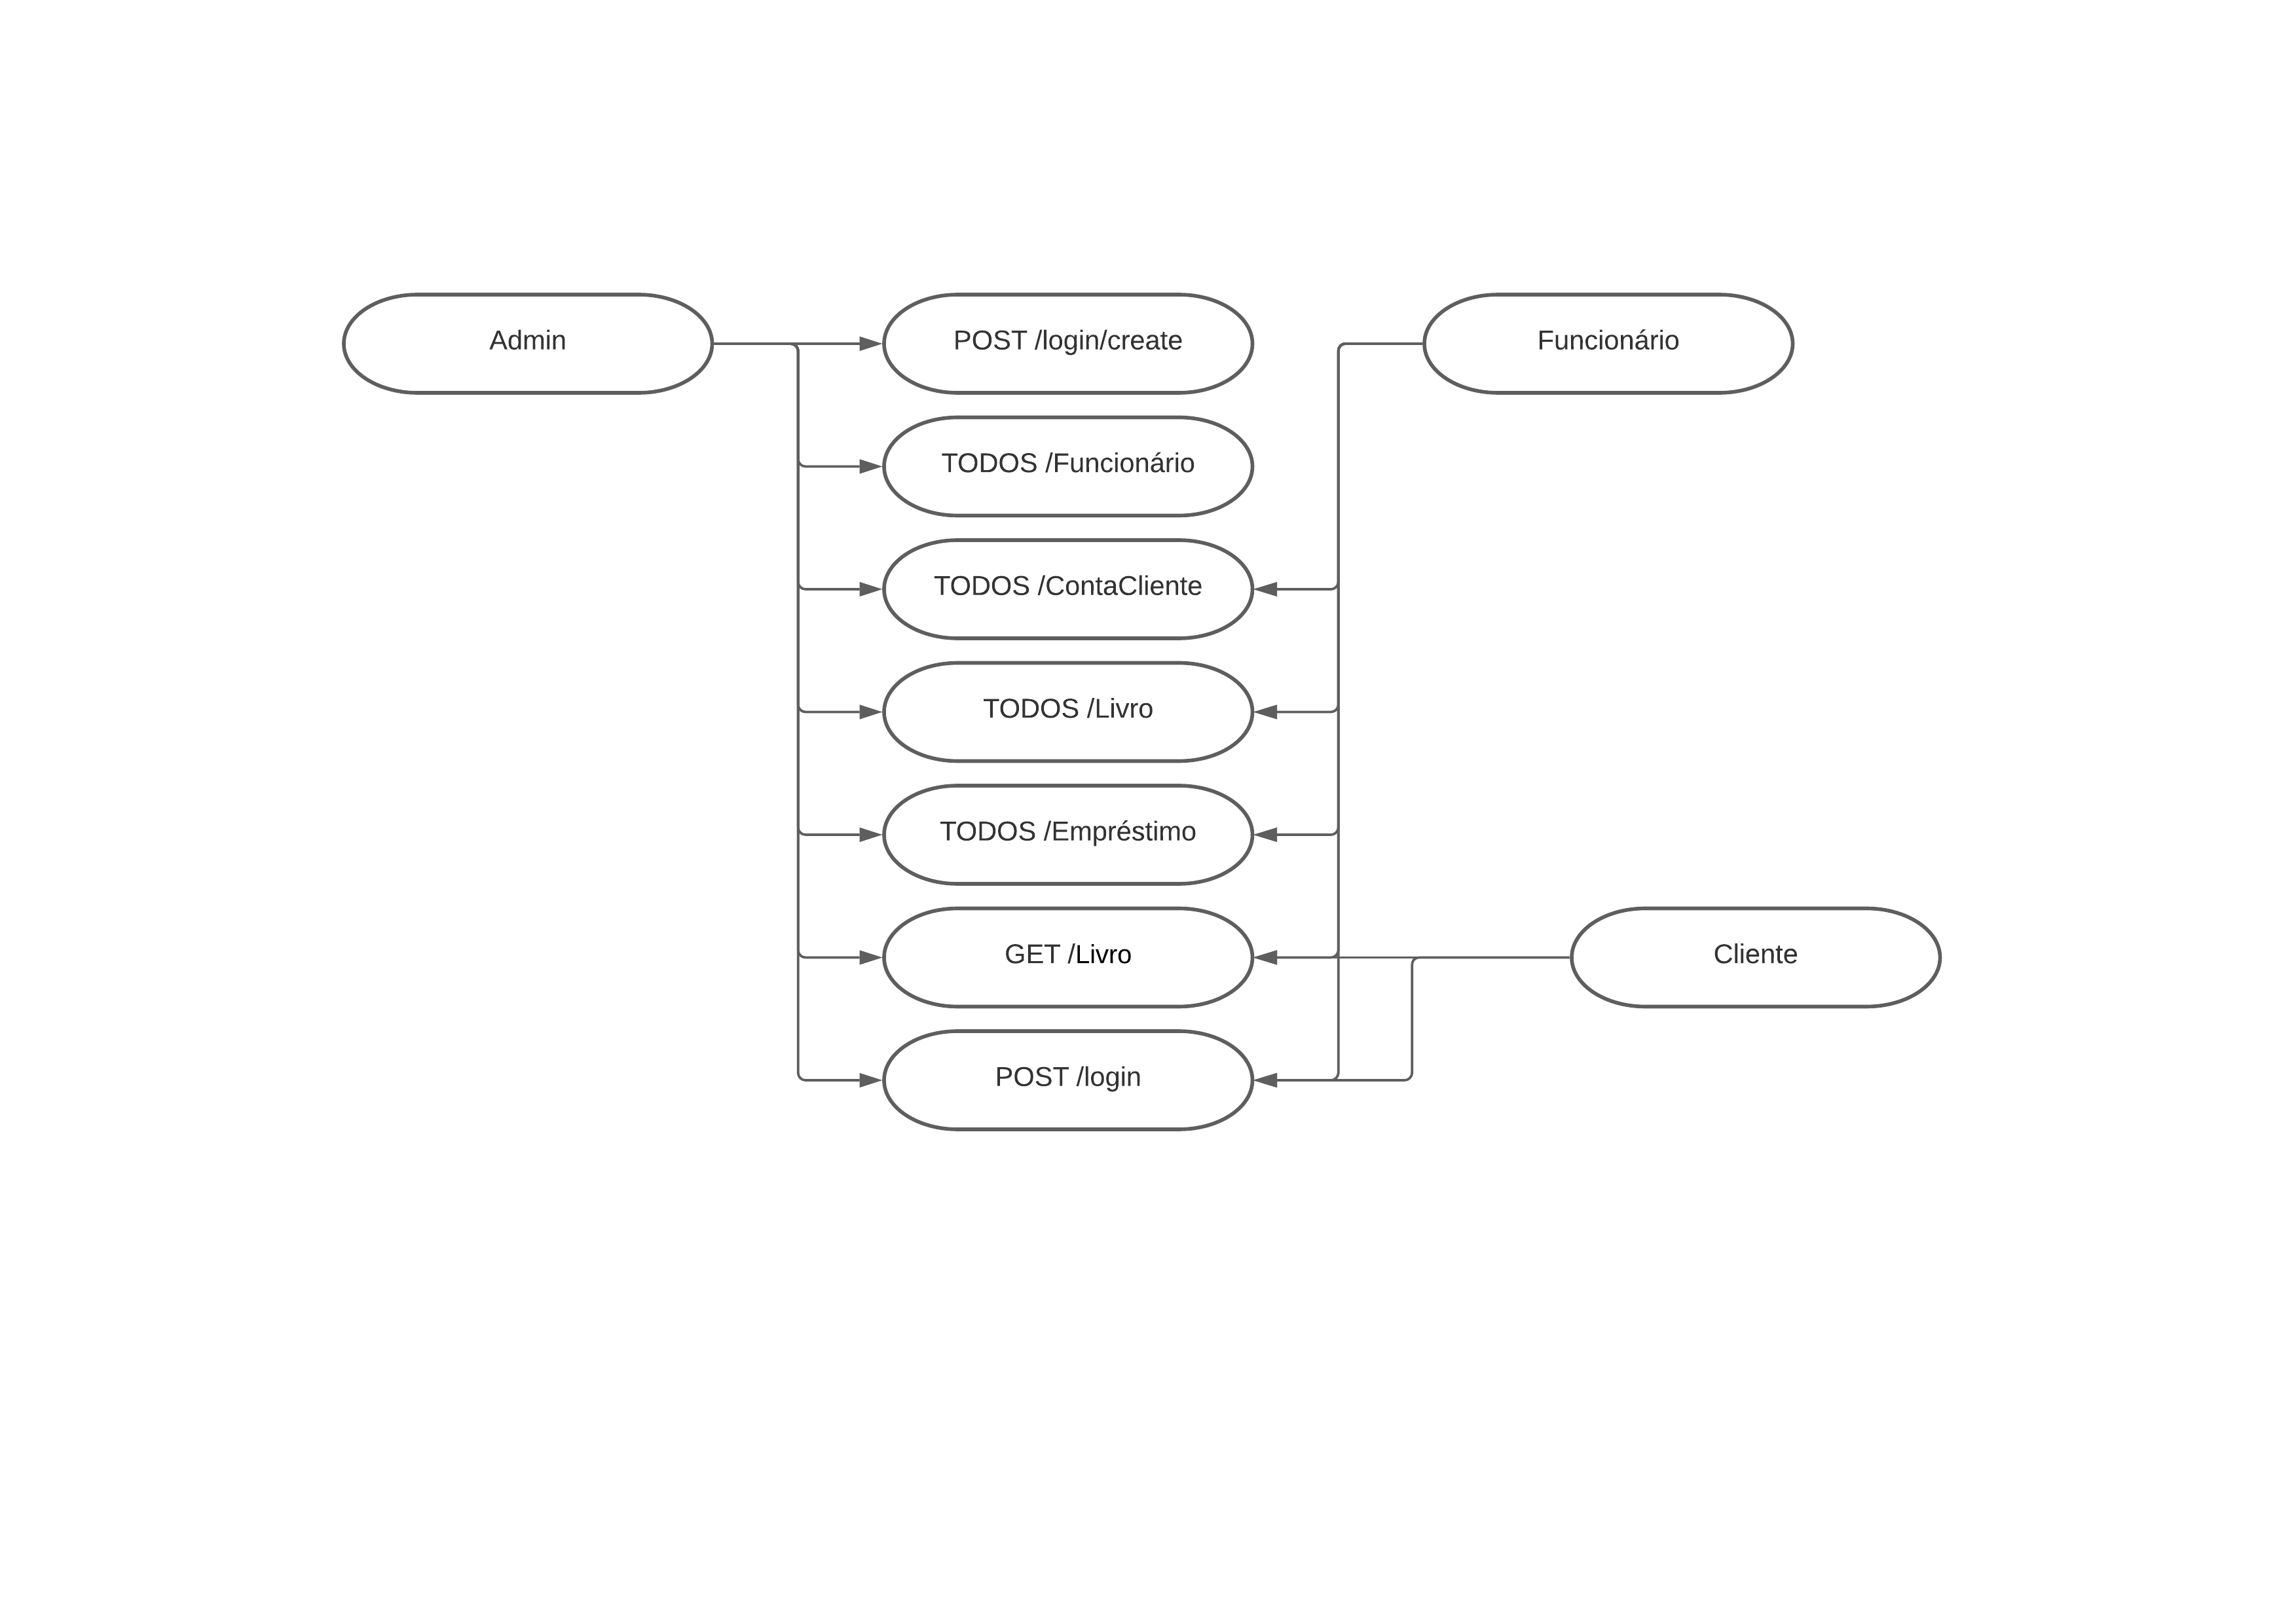 Admin
POST /login/create
Funcionário
TODOS /Funcionário
TODOS /ContaCliente
TODOS /Livro
TODOS /Empréstimo
GET /Livro
Cliente
POST /login